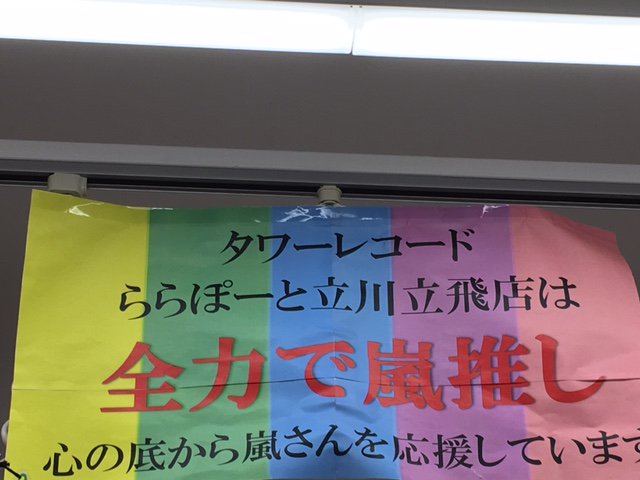 タワーレコード
ららぽーと立川立飛店は
全力で嵐推し
心の底から嵐さんを応援しています